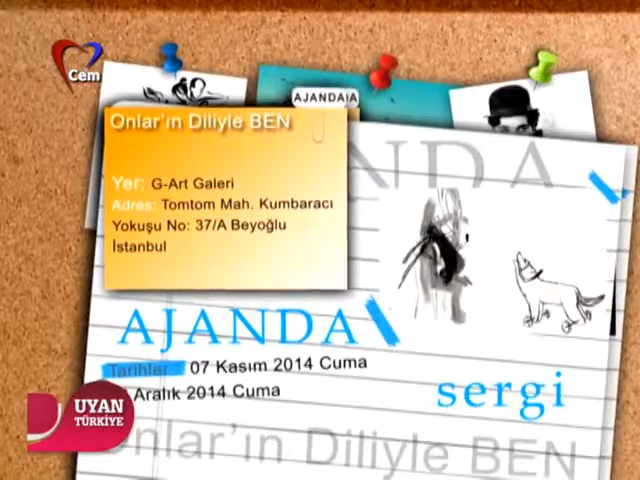 Cem
AJANDA
Onlar'ın Diliyle BEN
Yer: G-Art Galeri
Adres: Tomtom Mah. Kumbaracı
Yokuşu No: 37/A Beyoğlu
İstanbul
AJANDA
Tarihler 07 Kasım 2014 Cuma
Aralık 2014 Cuma
sergi
UYAN
TÜRKİYE
Onlar'ın Diliyle BEN